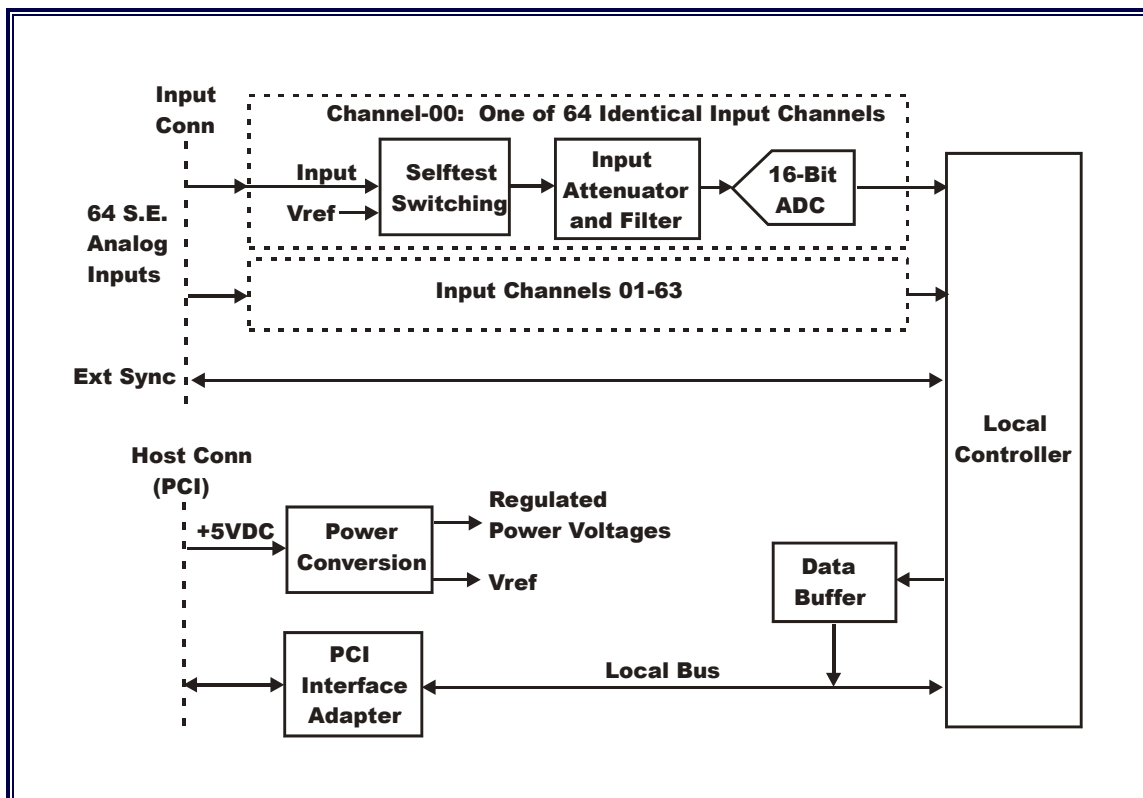 Input
Conn
Channel-00:  One of 64 Identical Input Channels
Input
Vref
Selftest
Switching
Input
Attenuator
and Filter
16-Bit
ADC
64 S.E.
Analog
Inputs
Input Channels 01-63
Ext Sync
Local
Controller
Host Conn
(PCI)
+5VDC
Power
Conversion
Regulated
Power Voltages
Vref
Data
Buffer
PCI
Interface
Adapter
Local Bus